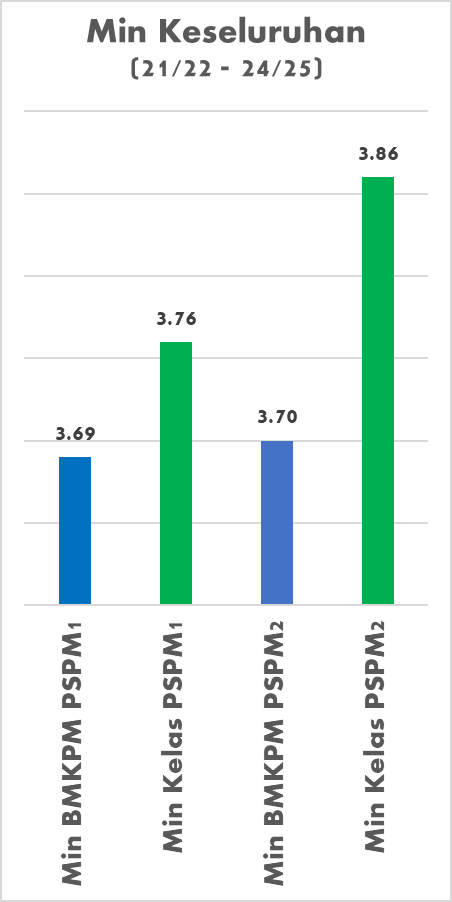 Min Keseluruhan
(21/22 - 24/25)
3.69
3.76
3.70
3.86
Min BMKPM PSPM1
Min Kelas PSPM1
Min BMKPM PSPM2
Min Kelas PSPM2